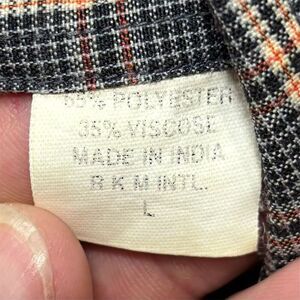 65% POLYESTER
35% VISCOSE
MADE IN INDIA
R K M INTL.
L